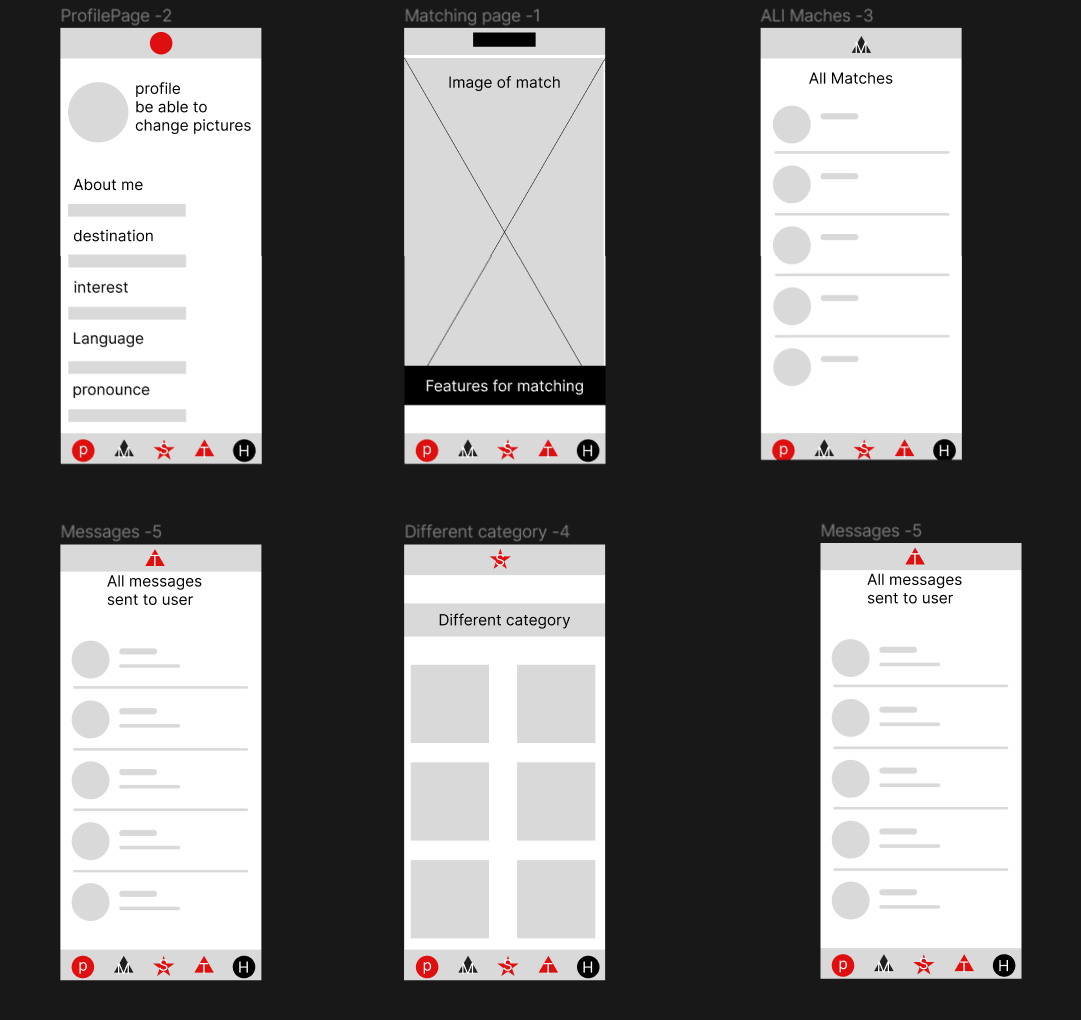 ProfilePage -2
profile
be able to
change pictures
About me
destination
interest
Language
pronounce
p M S T H
Matching page -1
Image of match
Features for matching
p M S T H
ALl Maches -3
M
All Matches
p M S T H
Messages -5
T
All messages
sent to user
p M S T H
Different category -4
S
Different category
p M S T H
Messages -5
T
All messages
sent to user
p M S T H